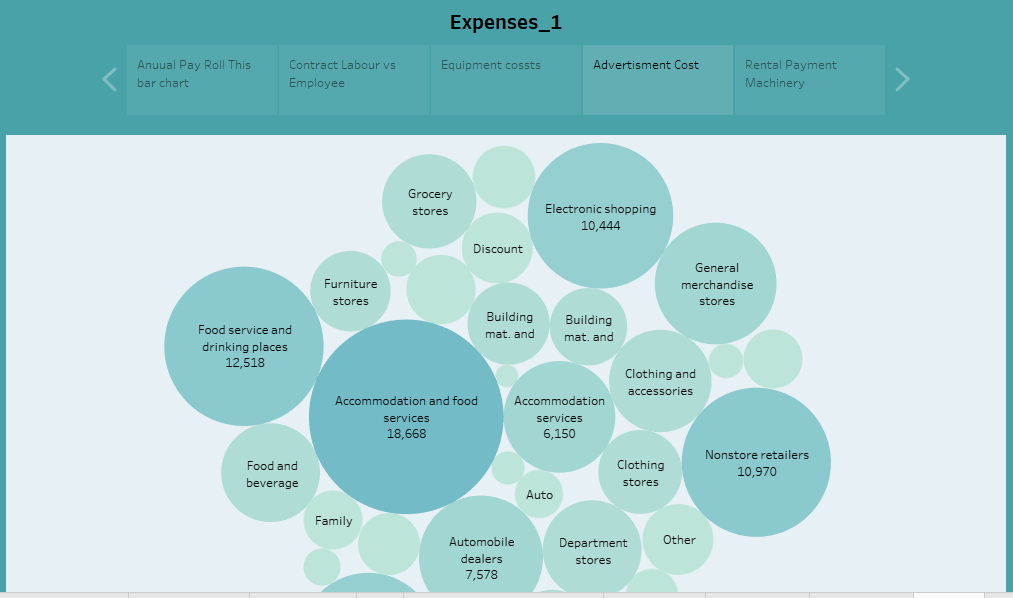 Expenses_1
Anuual Pay Roll This
bar chart
Contract Labour vs
Employee
Equipment cossts
Advertisment Cost
Rental Payment
Machinery
Grocery
stores
Electronic shopping
10,444
Discount
General
merchandise
stores
Furniture
stores
Building
mat. and
Building
mat. and
Food service and
drinking places
12,518
Clothing and
accessories
Accommodation and food
services
18,668
Accommodation
services
6,150
Nonstore retailers
10,970
Food and
beverage
Clothing
stores
Auto
Family
Automobile
dealers
7,578
Department
stores
Other